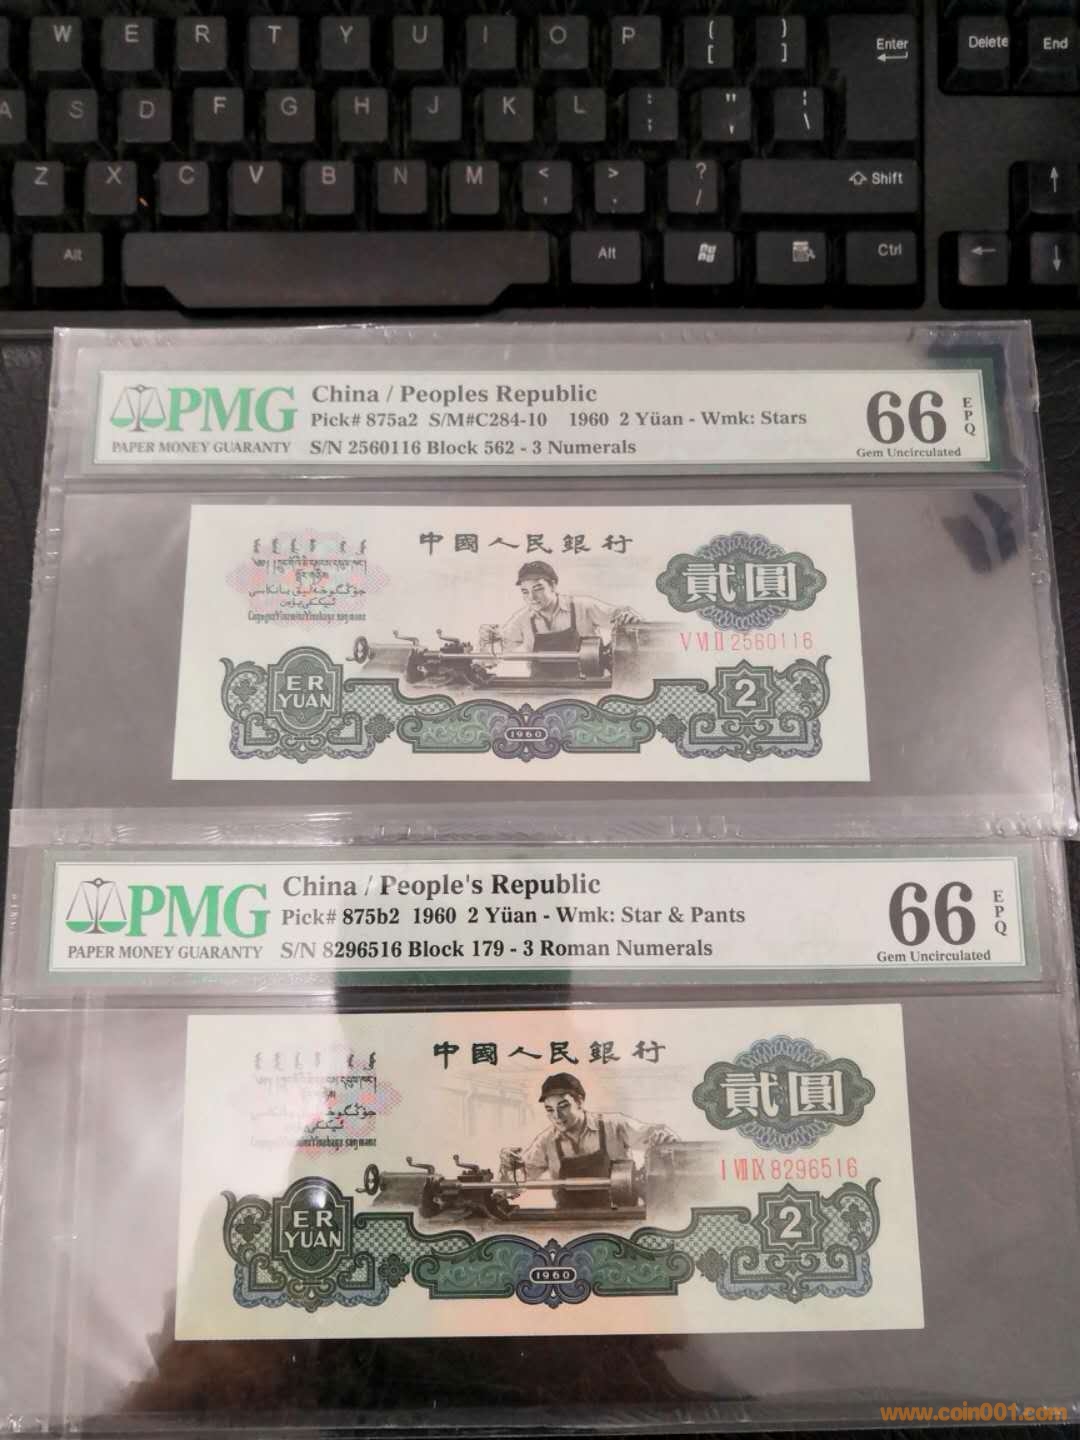 W E R T Y U I O P { [ } ] Enter Delete End
A S D F G H J K L : ; " ' | \
Z X C V B N M < , > . ? / Shift
Alt Alt Ctrl
PMG
PAPER MONEY GUARANTY
China / Peoples Republic
Pick# 875a2 S/M#C284-10 1960 2 Yüan - Wmk: Stars
S/N 2560116 Block 562 - 3 Numerals
66
EPQ
Gem Uncirculated
中國人民銀行
貳圓
V VI II 2560116
ER
YUAN
1960
2
PMG
PAPER MONEY GUARANTY
China / People's Republic
Pick# 875b2 1960 2 Yüan - Wmk: Star & Pants
S/N 8296516 Block 179 - 3 Roman Numerals
66
EPQ
Gem Uncirculated
中國人民銀行
貳圓
I VII IX 8296516
ER
YUAN
1960
2
www.coin001.com